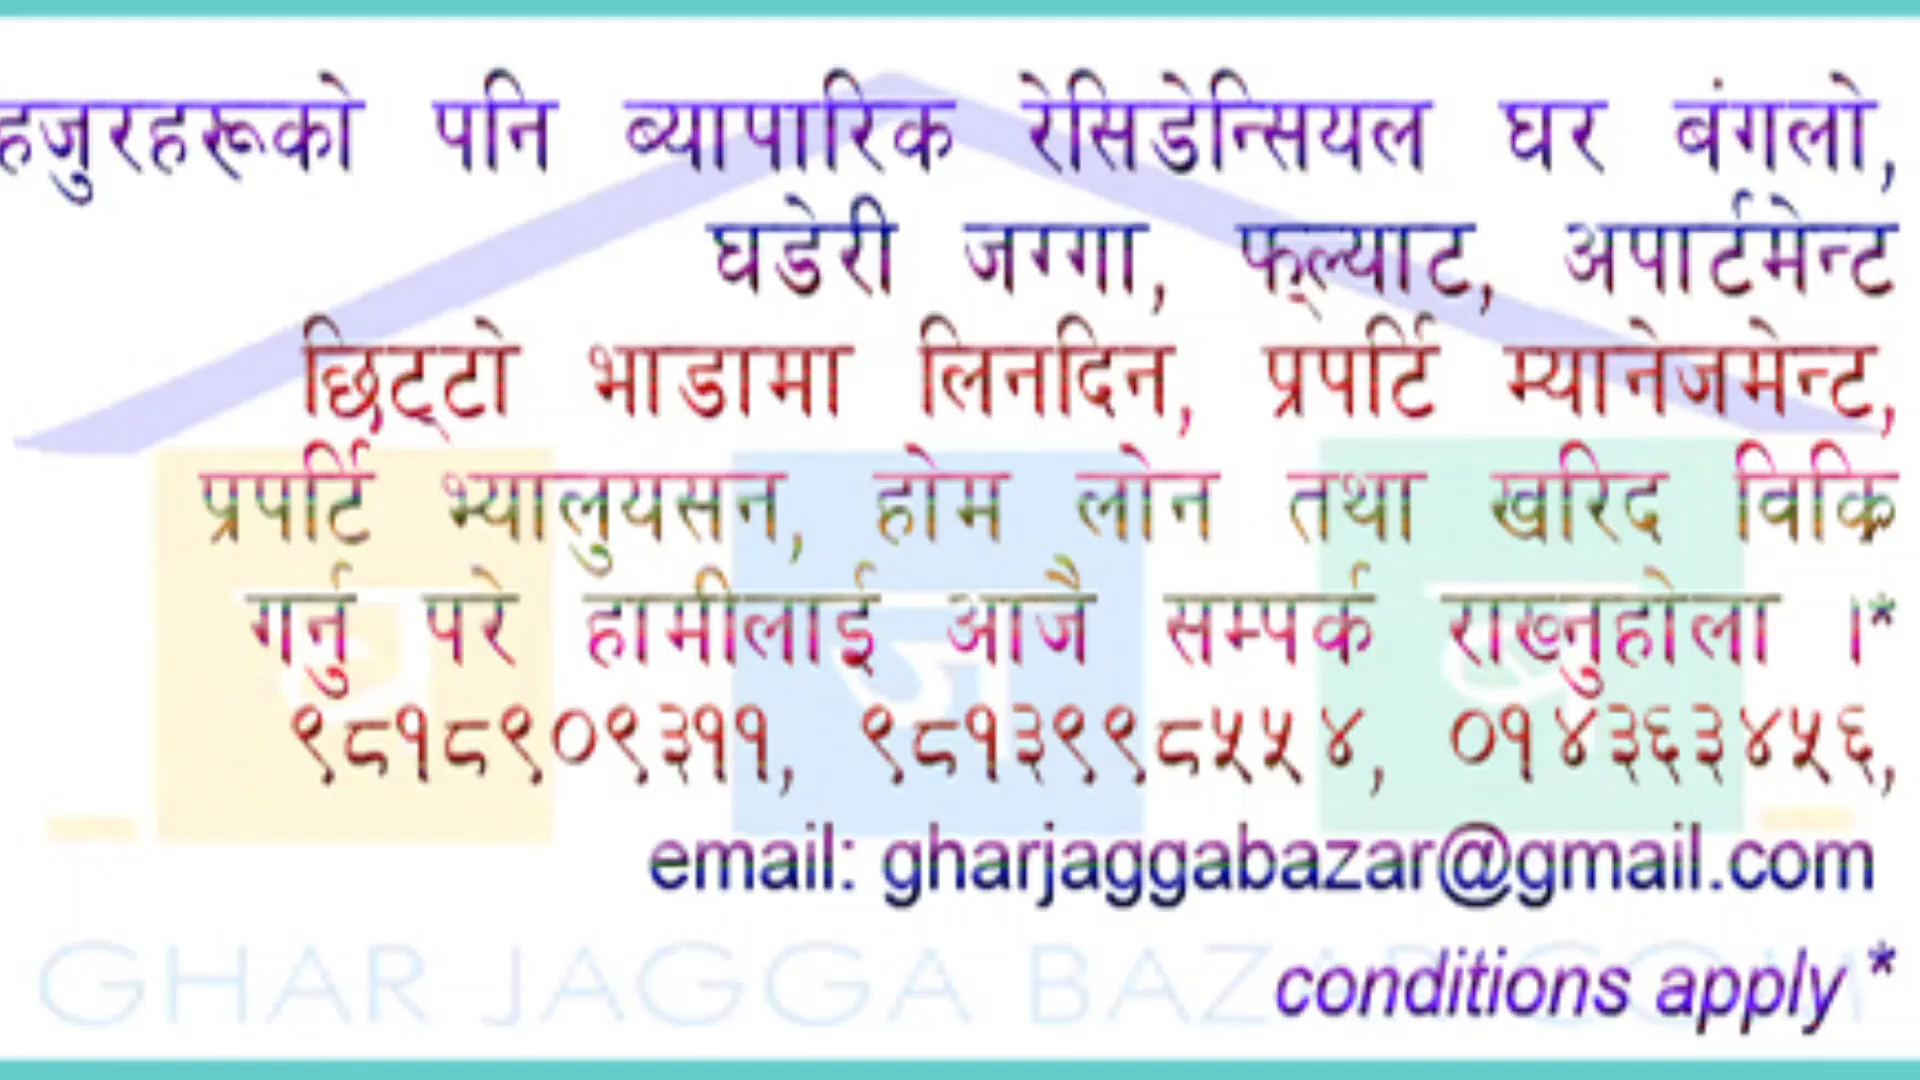 हजुरहरूको पनि व्यापारिक रेसिडेन्सियल घर बंगलो,
घडेरी जग्गा, फ्ल्याट, अपार्टमेन्ट
छिट्टो भाडामा लिनदिन, प्रपर्टि म्यानेजमेन्ट,
प्रपर्टि भ्यालुयसन, होम लोन तथा खरिद विक्रि
गर्नु परे हामीलाई आजै सम्पर्क राख्नुहोला ।*
९८१८९०९३११, ९८१३९९८५५४, ०१४३६३४५६,
email: gharjaggabazar@gmail.com
conditions apply *
GHAR JAGGA BAZAR.COM